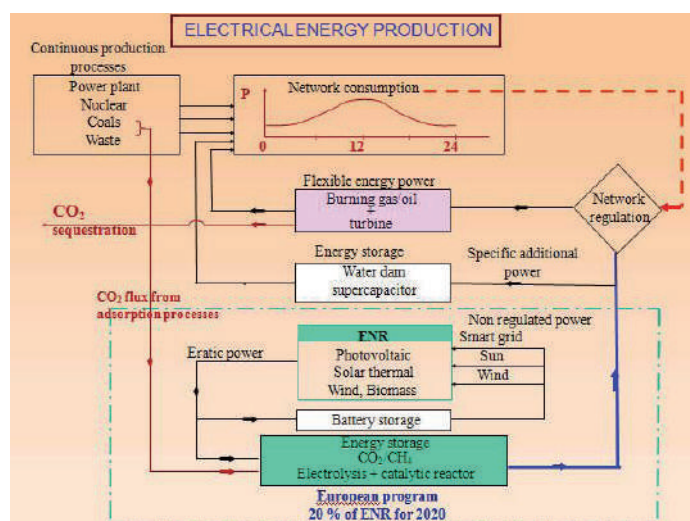 ELECTRICAL ENERGY PRODUCTION
Continuous production
processes
Power plant
Nuclear
Coals
Waste
P
Network consumption
0
12
24
Flexible energy power
Burning gas/oil
+
turbine
Network
regulation
CO₂
sequestration
Energy storage
Water dam
supercapacitor
Specific additional
power
CO₂ flux from
adsorption processes
Non regulated power
Smart grid
ENR
Photovoltaic
Solar thermal
Wind, Biomass
Sun
Wind
Eratic power
Battery storage
Energy storage
CO₂/CH₄
Electrolysis + catalytic reactor
European program
20 % of ENR for 2020